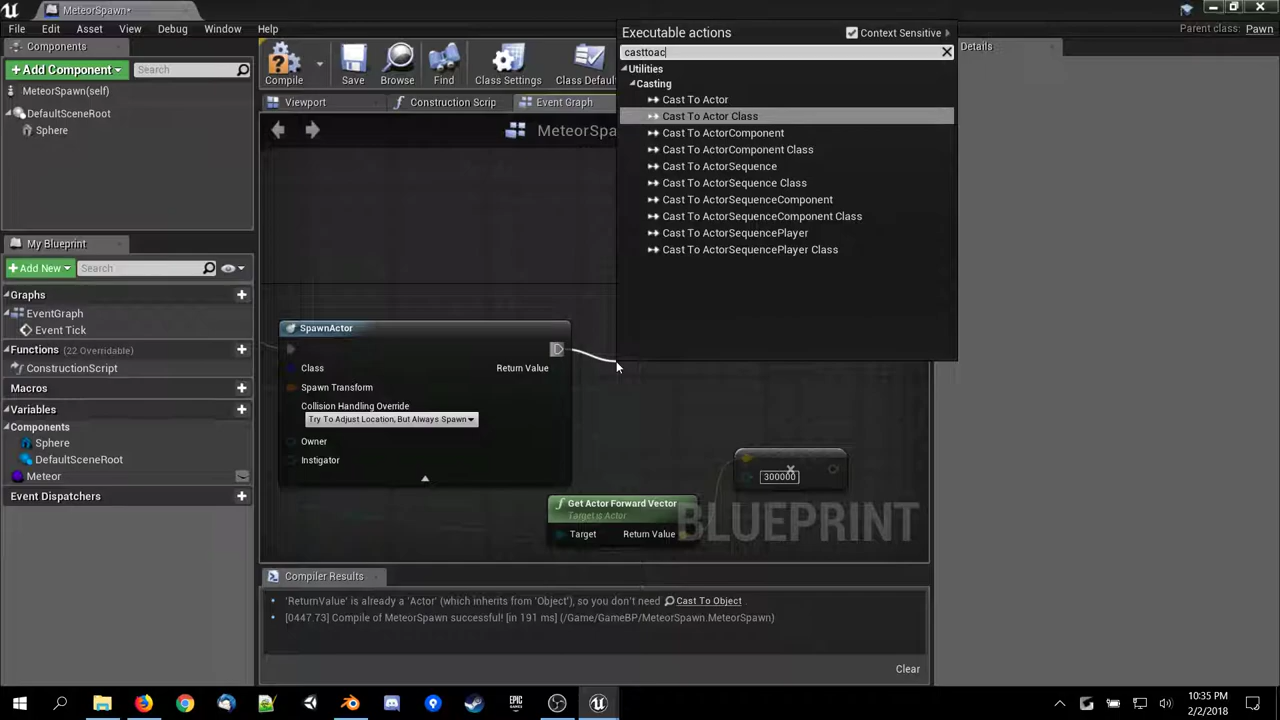 MeteorSpawn*
File Edit Asset View Debug Window Help
Parent class: Pawn
Components
Add Component
Search
MeteorSpawn(self)
DefaultSceneRoot
Sphere
Compile
Save
Browse
Find
Class Settings
Viewport
Construction Scrip
Event Graph
Details
Executable actions
Context Sensitive
casttoac
Utilities
Casting
Cast To Actor
Cast To Actor Class
Cast To ActorComponent
Cast To ActorComponent Class
Cast To ActorSequence
Cast To ActorSequence Class
Cast To ActorSequenceComponent
Cast To ActorSequenceComponent Class
Cast To ActorSequencePlayer
Cast To ActorSequencePlayer Class
My Blueprint
Add New
Search
Graphs
EventGraph
Event Tick
Functions (22 Overridable)
ConstructionScript
Macros
Variables
Components
Sphere
DefaultSceneRoot
Meteor
Event Dispatchers
SpawnActor
Class
Return Value
Spawn Transform
Collision Handling Override
Try To Adjust Location, But Always Spawn
Owner
Instigator
300000
Get Actor Forward Vector
Target is Actor
Target
Return Value
BLUEPRINT
Compiler Results
'ReturnValue' is already a 'Actor' (which inherits from 'Object'), so you don't need Cast To Object
[0447.73] Compile of MeteorSpawn successful! [in 191 ms] (/Game/GameBP/MeteorSpawn.MeteorSpawn)
Clear
10:35 PM
2/2/2018